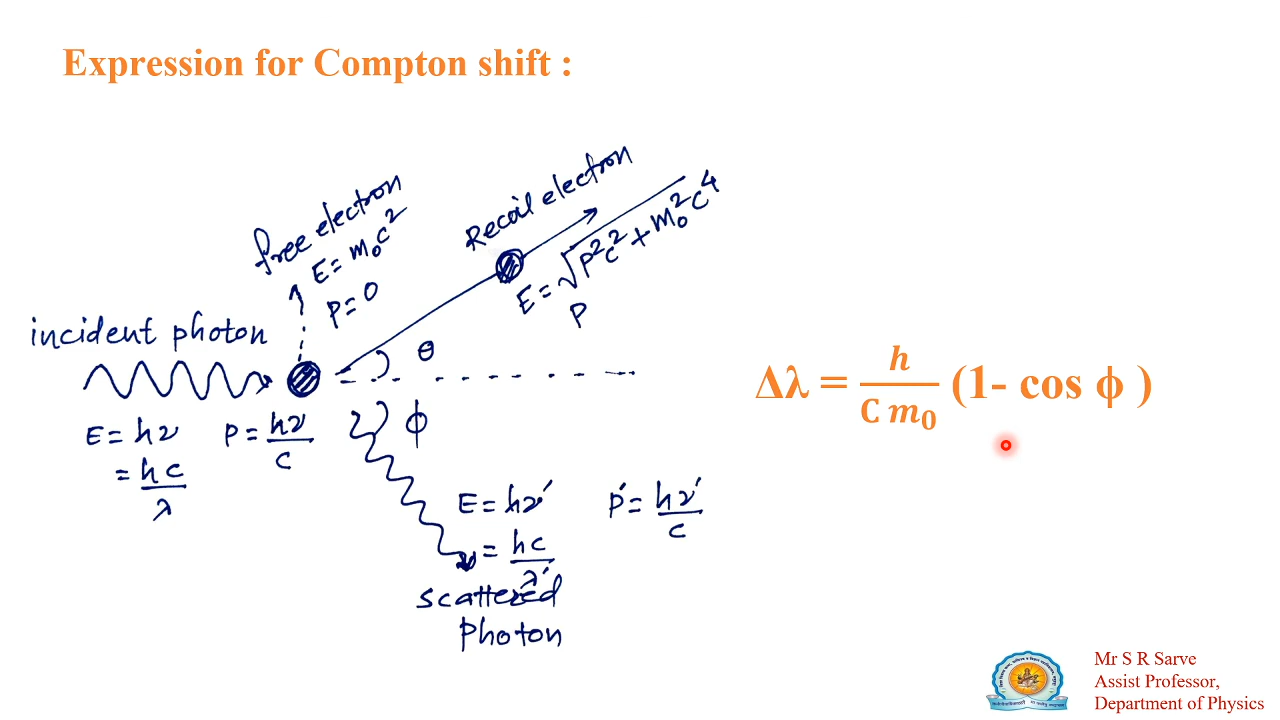 Expression for Compton shift :
free electron
E = m₀c²
P = 0
Recoil electron
E = √P²c² + m₀²c⁴
P
incident photon
θ
ϕ
E = hν
= hc/λ
P = hν/c
E = hν′
= hc/λ′
P′ = hν′/c
scattered
Photon
Δλ = h/(C m₀) (1- cos ϕ )
Mr S R Sarve
Assist Professor,
Department of Physics